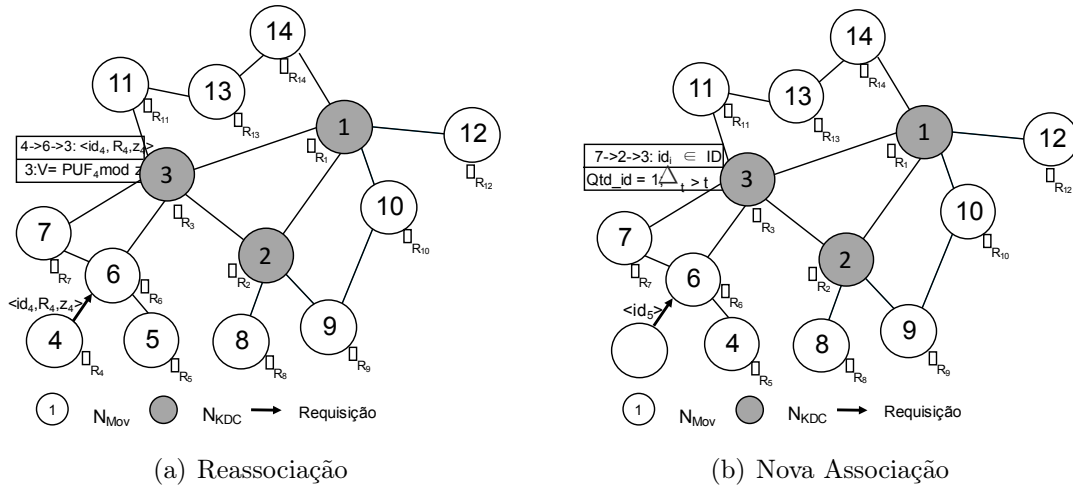 14
▯R14
11
▯R11
13
▯R13
1
▯R1
12
▯R12
4->6->3: <id4, R4,z4>
3:V= PUF4mod z
3
▯R3
10
▯R10
7
▯R7
2
▯R2
6
▯R6
<id4,R4,z4>
4
▯R4
5
▯R5
8
▯R8
9
▯R9
1 NMov NKDC Requisição
(a) Reassociação
14
▯R14
11
▯R11
13
▯R13
1
▯R1
12
▯R12
7->2->3: idi ∈ ID
Qtd_id = 1,△t > t
3
▯R3
10
▯R10
7
▯R7
2
▯R2
6
▯R6
<id5>
4
▯R5
8
▯R8
9
▯R9
1 NMov NKDC Requisição
(b) Nova Associação